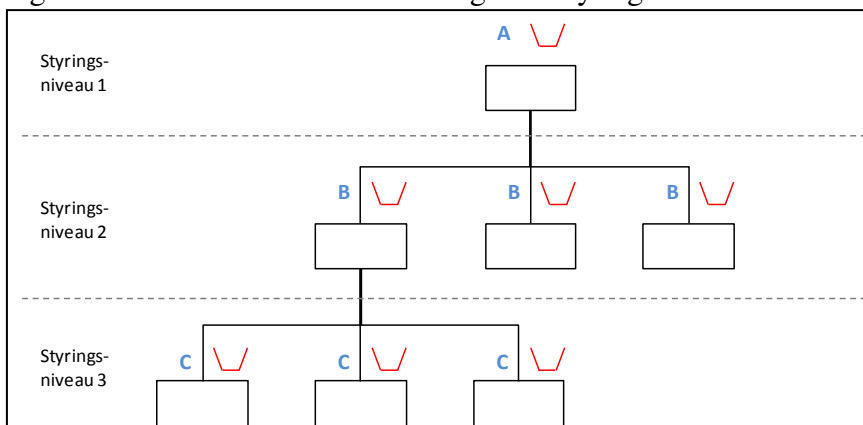 A
Styrings-
niveau 1
B B B
Styrings-
niveau 2
Styrings-
niveau 3
C C C